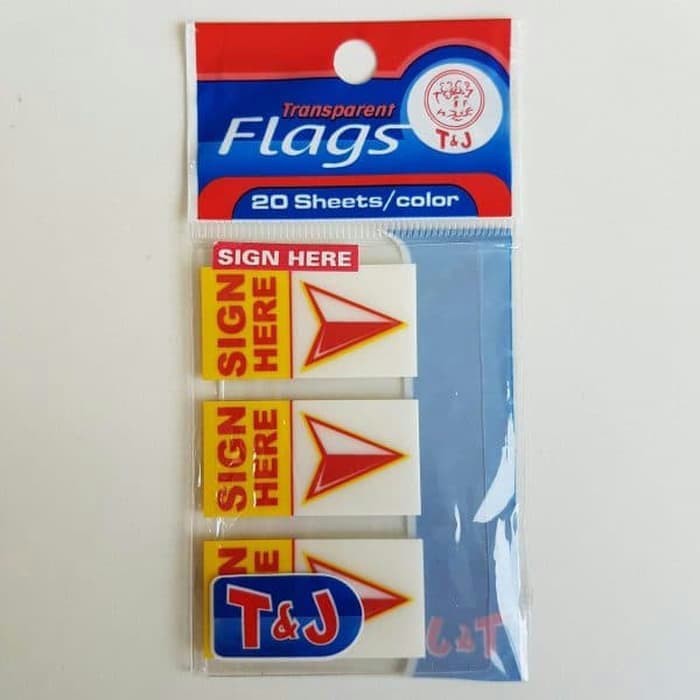 Transparent
Flags
T&J
20 Sheets/color
SIGN HERE
SIGN
HERE
SIGN
HERE
T&J
T&J